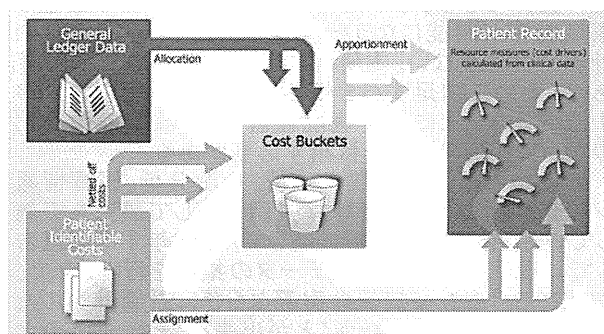 General
Ledger Data
Allocation
Apportionment
Patient Record
Resource measures (cost drivers)
calculated from clinical data
Cost Buckets
Netted off
costs
Patient
Identifiable
Costs
Assignment